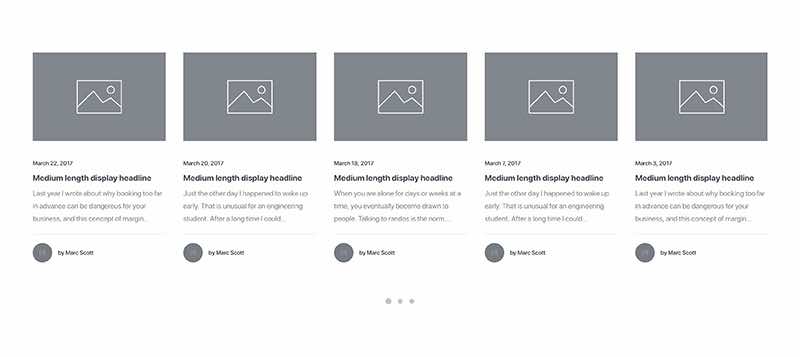 March 22, 2017
Medium length display headline
Last year I wrote about why booking too far
in advance can be dangerous for your
business, and this concept of margin...
by Marc Scott
March 20, 2017
Medium length display headline
Just the other day I happened to wake up
early. That is unusual for an engineering
student. After a long time I could...
by Marc Scott
March 19, 2017
Medium length display headline
When you are alone for days or weeks at a
time, you eventually become drawn to
people. Talking to randos is the norm....
by Marc Scott
March 7, 2017
Medium length display headline
Just the other day I happened to wake up
early. That is unusual for an engineering
student. After a long time I could...
by Marc Scott
March 3, 2017
Medium length display headline
Last year I wrote about why booking too far
in advance can be dangerous for your
business, and this concept of margin...
by Marc Scott